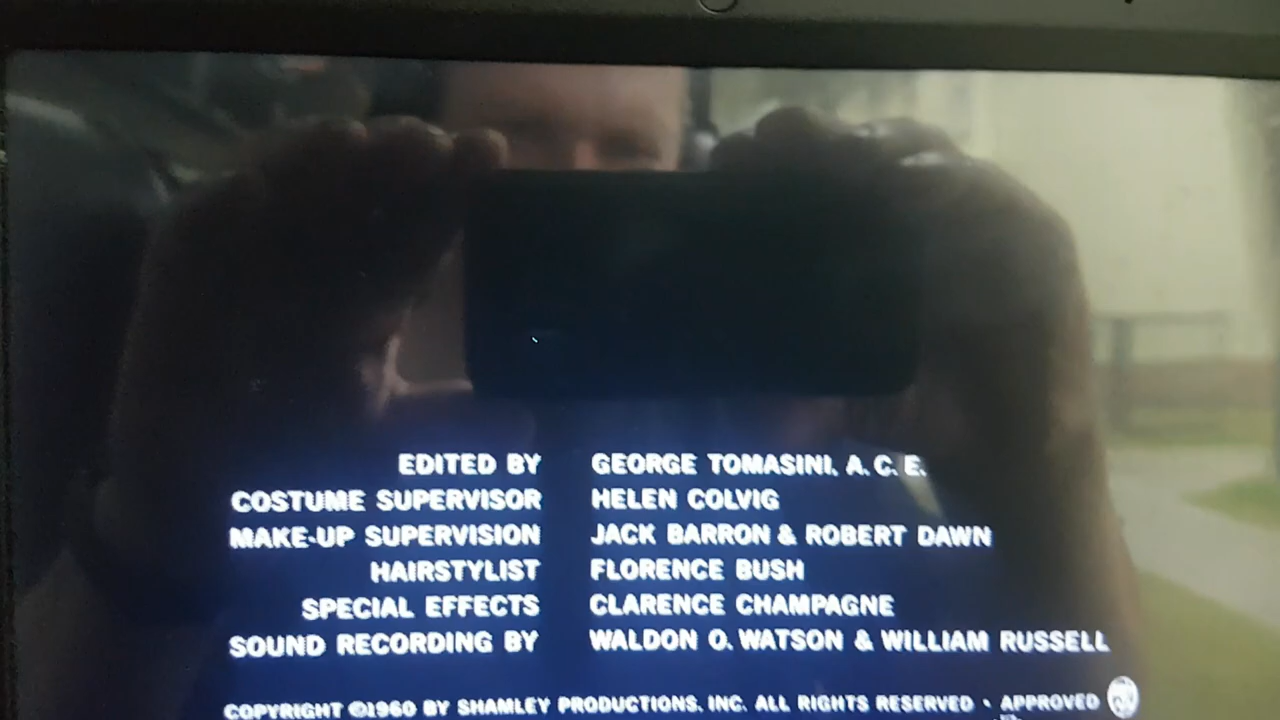 EDITED BY GEORGE TOMASINI, A.C.E.
COSTUME SUPERVISOR HELEN COLVIG
MAKE-UP SUPERVISION JACK BARRON & ROBERT DAWN
HAIRSTYLIST FLORENCE BUSH
SPECIAL EFFECTS CLARENCE CHAMPAGNE
SOUND RECORDING BY WALDON O. WATSON & WILLIAM RUSSELL
COPYRIGHT ©1960 BY SHAMLEY PRODUCTIONS, INC. ALL RIGHTS RESERVED • APPROVED